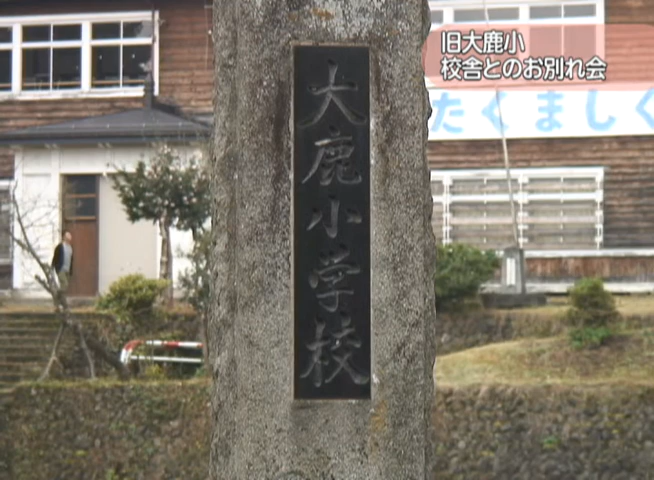 旧大鹿小
校舎とのお別れ会
たくましく
大鹿小学校